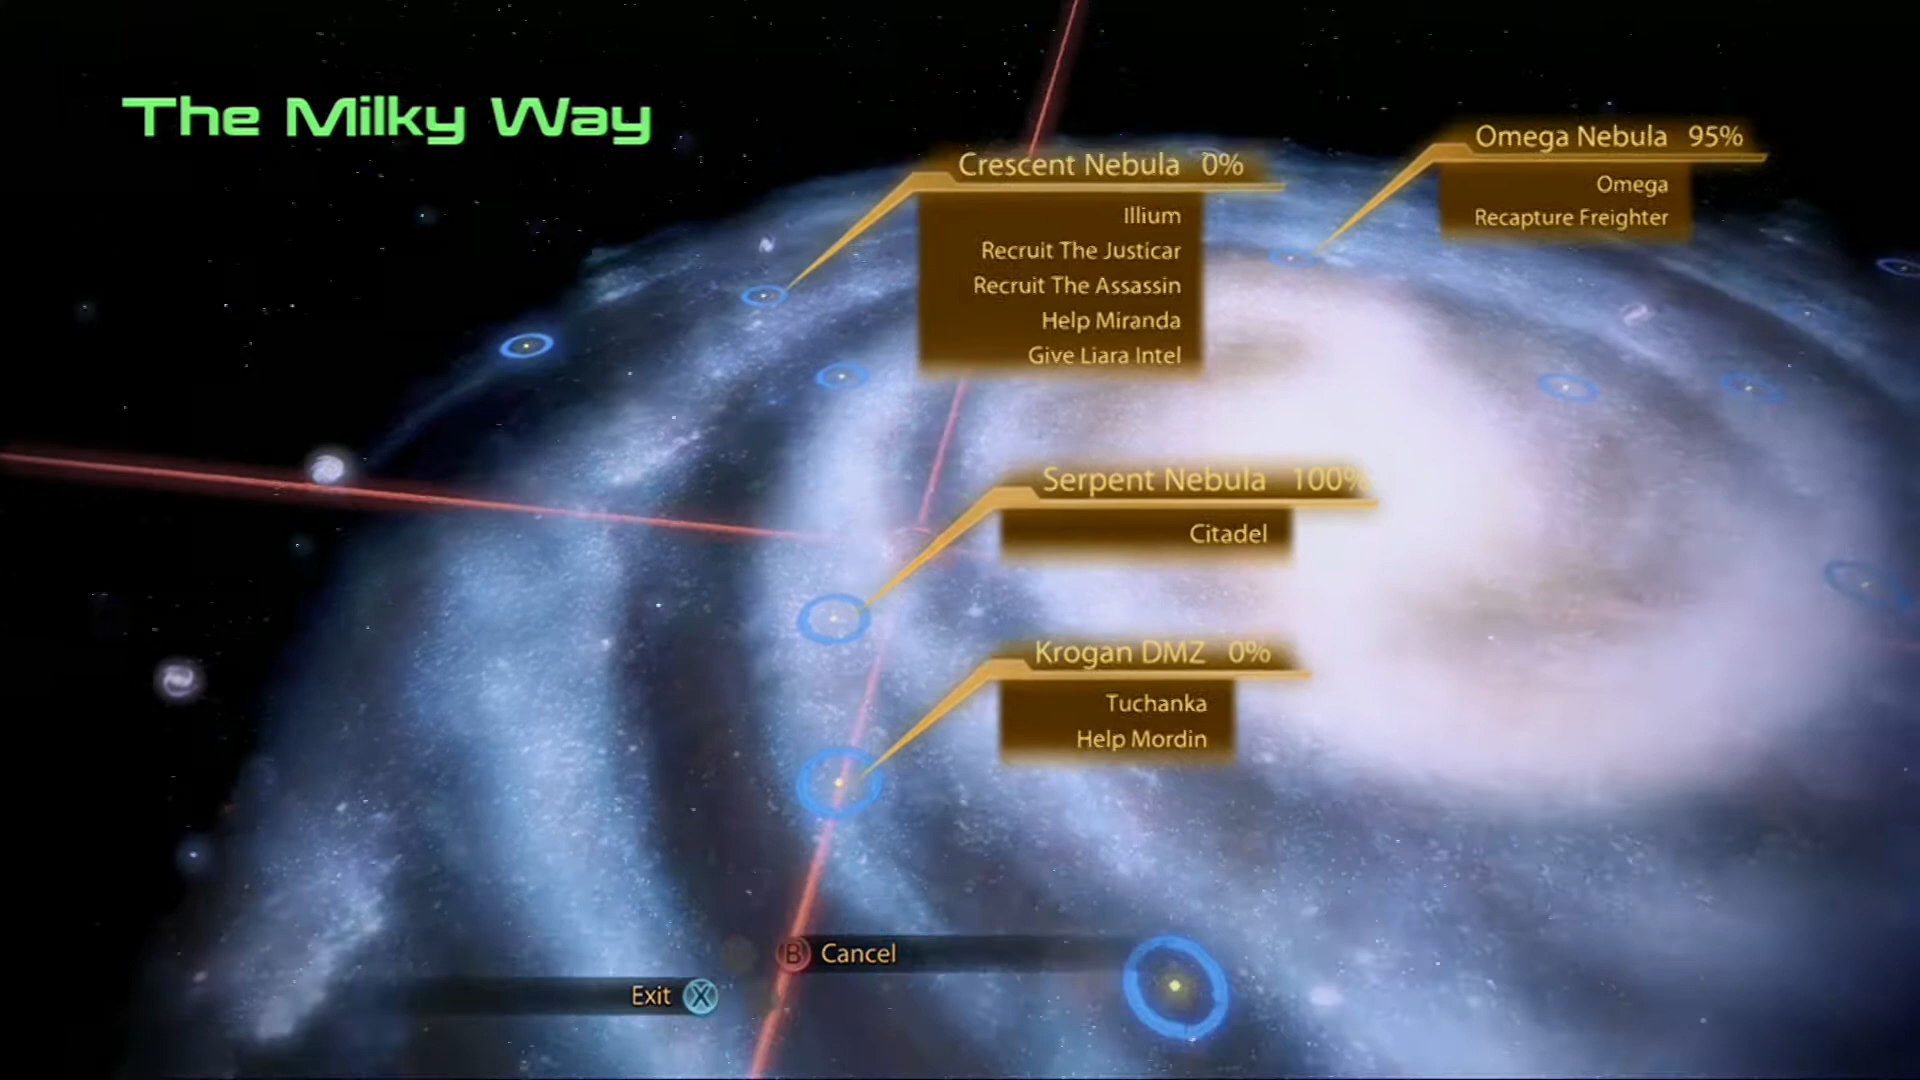 The Milky Way
Crescent Nebula 0%
Illium
Recruit The Justicar
Recruit The Assassin
Help Miranda
Give Liara Intel
Omega Nebula 95%
Omega
Recapture Freighter
Serpent Nebula 100%
Citadel
Krogan DMZ 0%
Tuchanka
Help Mordin
B Cancel
Exit X